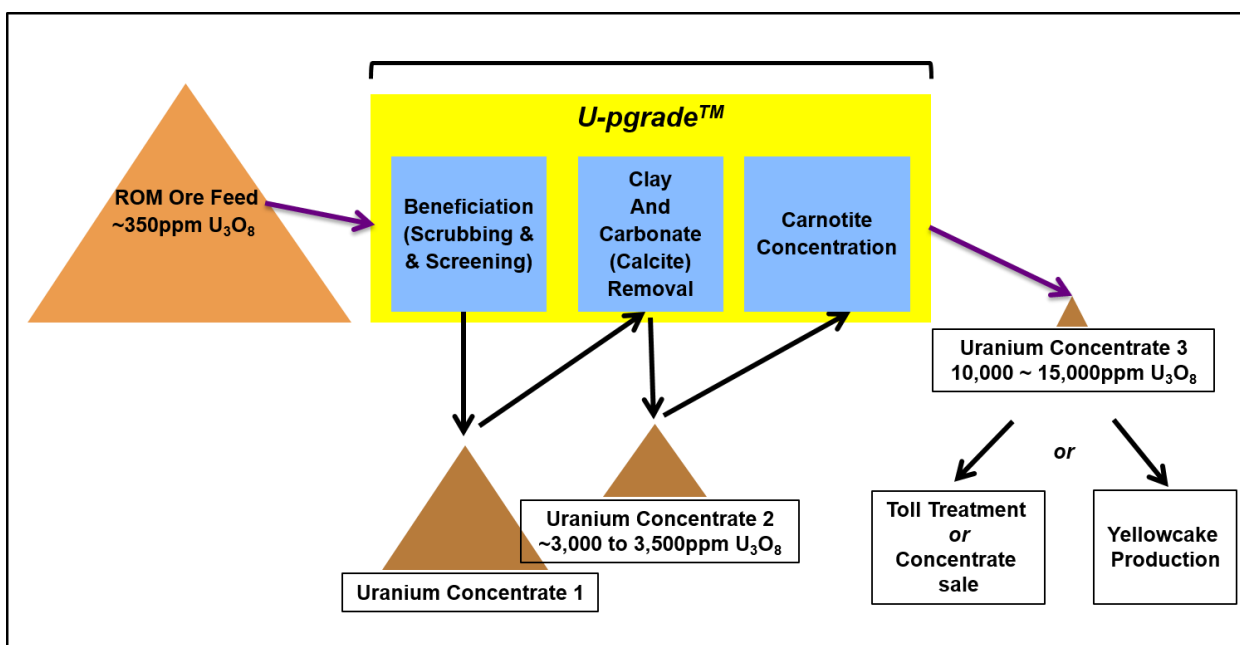 U-pgrade™
ROM Ore Feed
~350ppm U₃O₈
Beneficiation
(Scrubbing &
& Screening)
Clay
And
Carbonate
(Calcite)
Removal
Carnotite
Concentration
Uranium Concentrate 1
Uranium Concentrate 2
~3,000 to 3,500ppm U₃O₈
Uranium Concentrate 3
10,000 ~ 15,000ppm U₃O₈
or
Toll Treatment
or
Concentrate
sale
Yellowcake
Production